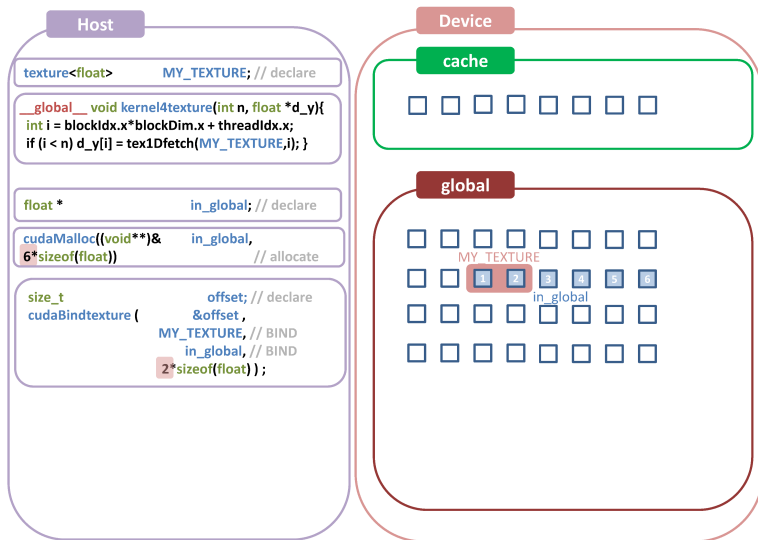 Host
texture<float> MY_TEXTURE; // declare
__global__ void kernel4texture(int n, float *d_y){
int i = blockIdx.x*blockDim.x + threadIdx.x;
if (i < n) d_y[i] = tex1Dfetch(MY_TEXTURE,i); }
float * in_global; // declare
cudaMalloc((void**)& in_global,
6*sizeof(float)) // allocate
size_t offset; // declare
cudaBindtexture ( &offset ,
MY_TEXTURE, // BIND
in_global, // BIND
2*sizeof(float) ) ;
Device
cache
global
MY_TEXTURE
1 2 3 4 5 6
in_global